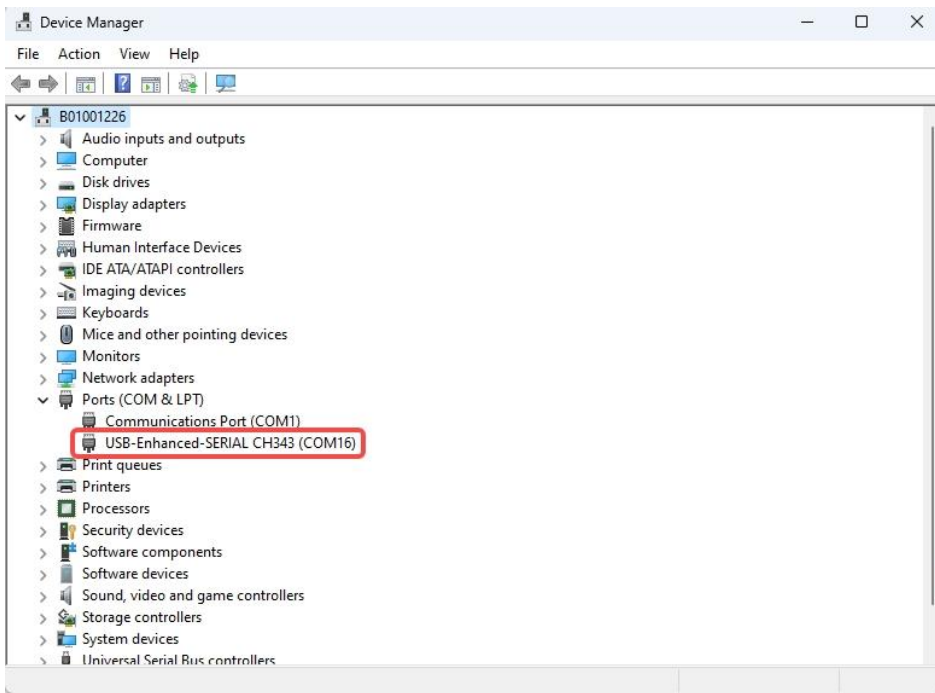 Device Manager
File Action View Help
B01001226
Audio inputs and outputs
Computer
Disk drives
Display adapters
Firmware
Human Interface Devices
IDE ATA/ATAPI controllers
Imaging devices
Keyboards
Mice and other pointing devices
Monitors
Network adapters
Ports (COM & LPT)
Communications Port (COM1)
USB-Enhanced-SERIAL CH343 (COM16)
Print queues
Printers
Processors
Security devices
Software components
Software devices
Sound, video and game controllers
Storage controllers
System devices
Universal Serial Bus controllers